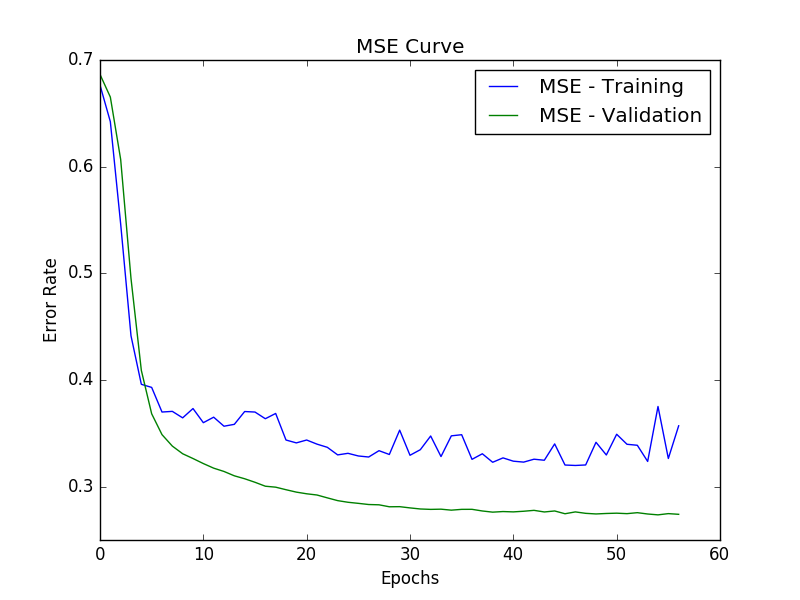 MSE Curve
MSE - Training
MSE - Validation
0.7
0.6
0.5
0.4
0.3
Error Rate
0 10 20 30 40 50 60
Epochs